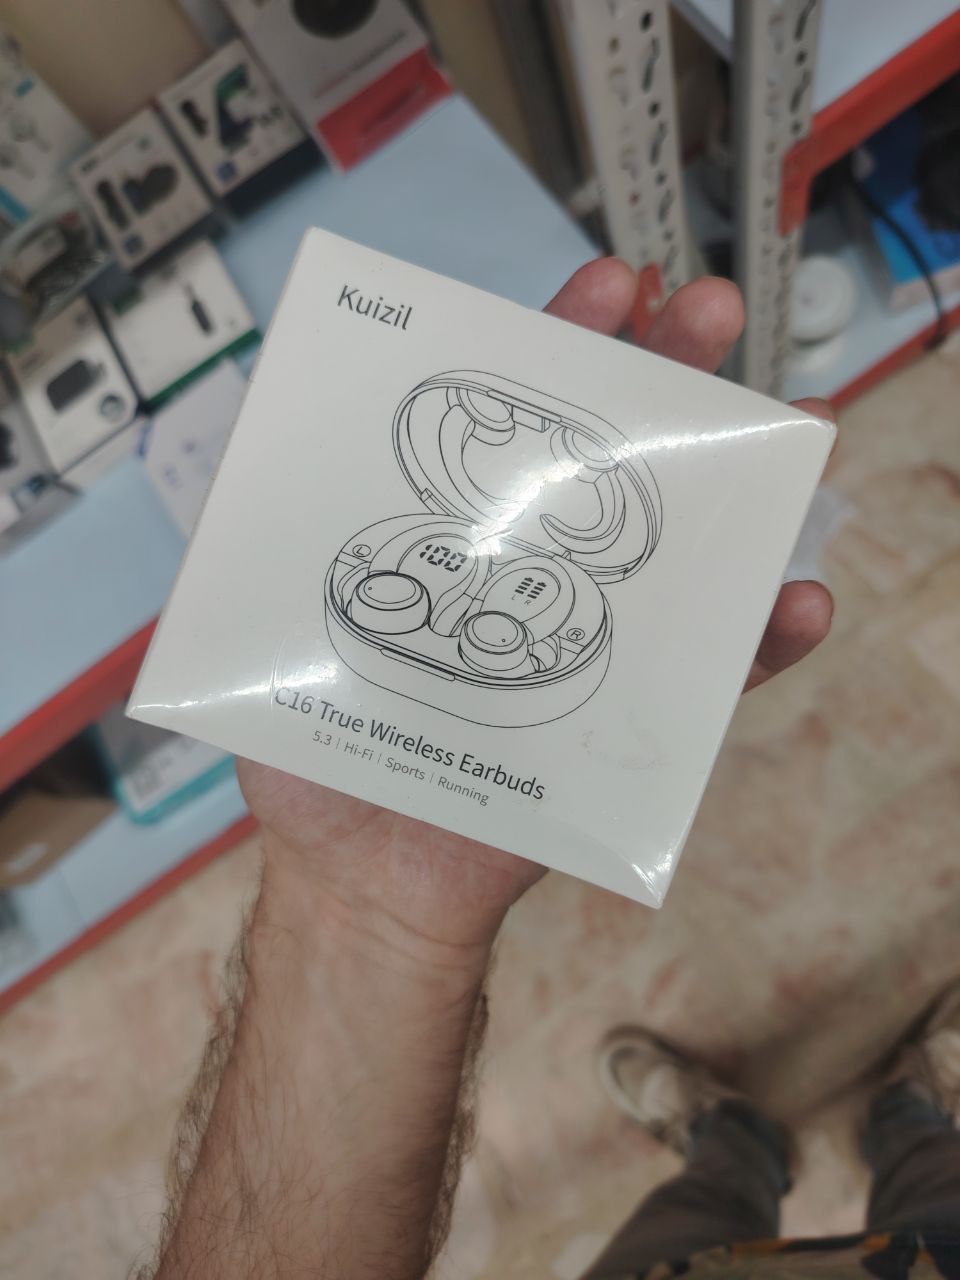 Kuizil
L
100
L R
R
C16 True Wireless Earbuds
5.3 | Hi-Fi | Sports | Running